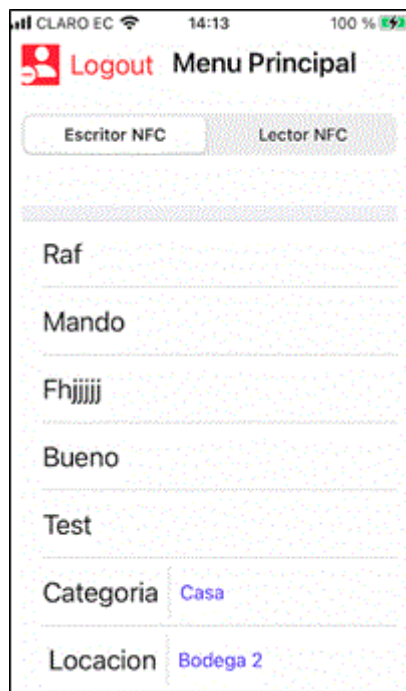 CLARO EC 14:13 100 %
Logout Menu Principal
Escritor NFC Lector NFC
Raf
Mando
Fhjjjjj
Bueno
Test
Categoria Casa
Locacion Bodega 2